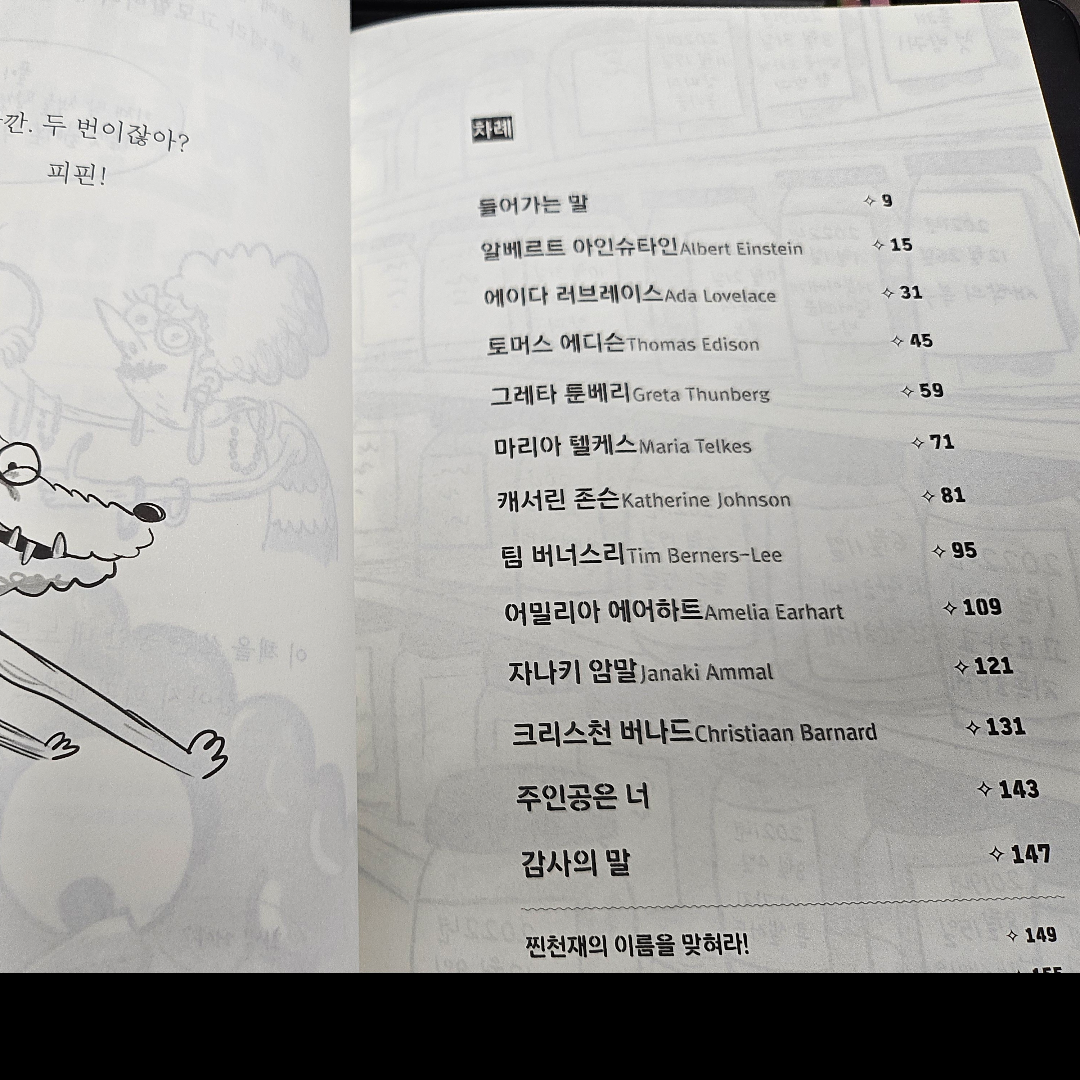 깐. 두 번이잖아?
피핀!
차례
들어가는 말 ✧ 9
알베르트 아인슈타인Albert Einstein ✧ 15
에이다 러브레이스Ada Lovelace ✧ 31
토머스 에디슨Thomas Edison ✧ 45
그레타 툰베리Greta Thunberg ✧ 59
마리아 텔케스Maria Telkes ✧ 71
캐서린 존슨Katherine Johnson ✧ 81
팀 버너스리Tim Berners-Lee ✧ 95
어밀리아 에어하트Amelia Earhart ✧ 109
자나키 암말Janaki Ammal ✧ 121
크리스천 버나드Christiaan Barnard ✧ 131
주인공은 너 ✧ 143
감사의 말 ✧ 147
찐천재의 이름을 맞혀라! ✧ 149